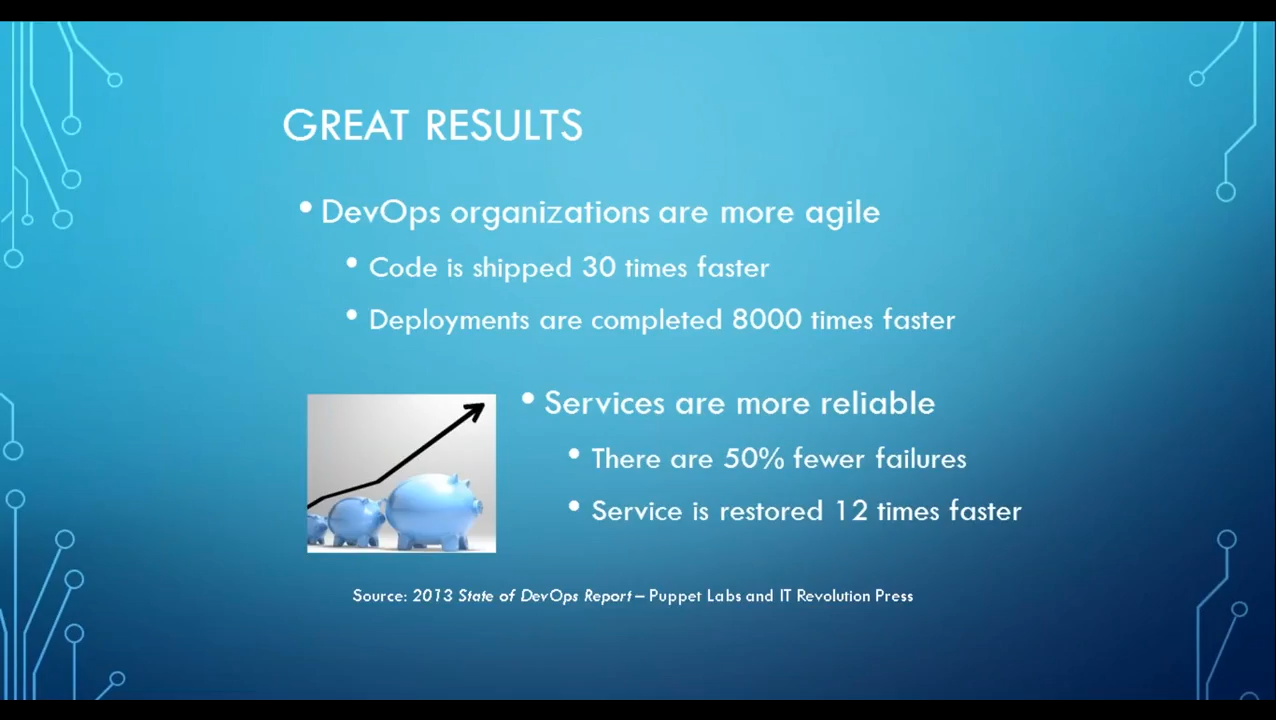 GREAT RESULTS
• DevOps organizations are more agile
• Code is shipped 30 times faster
• Deployments are completed 8000 times faster
• Services are more reliable
• There are 50% fewer failures
• Service is restored 12 times faster
Source: 2013 State of DevOps Report – Puppet Labs and IT Revolution Press